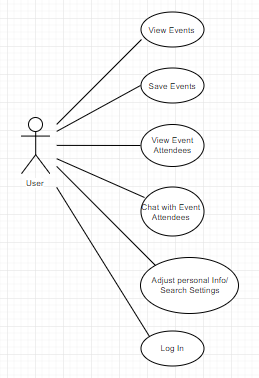 View Events
Save Events
View Event
Attendees
User
Chat with Event
Attendees
Adjust personal Info/
Search Settings
Log In